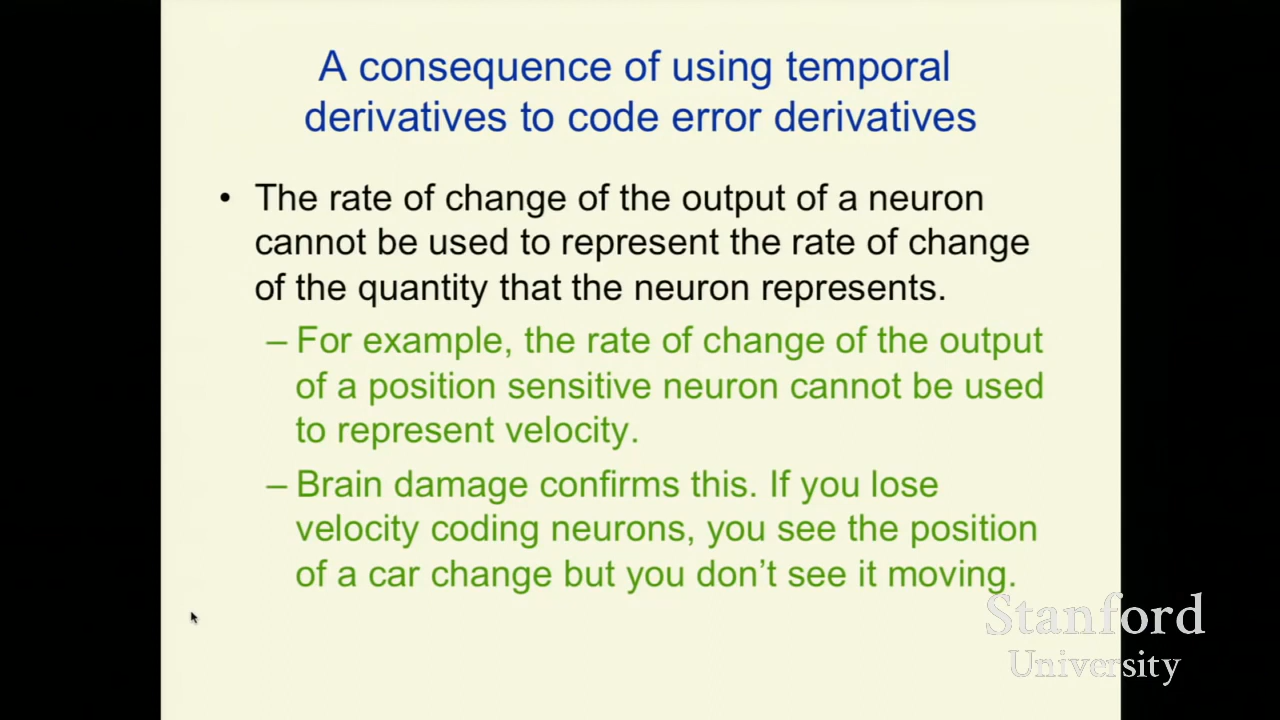 A consequence of using temporal
derivatives to code error derivatives
• The rate of change of the output of a neuron
cannot be used to represent the rate of change
of the quantity that the neuron represents.
– For example, the rate of change of the output
of a position sensitive neuron cannot be used
to represent velocity.
– Brain damage confirms this. If you lose
velocity coding neurons, you see the position
of a car change but you don't see it moving.
Stanford
University